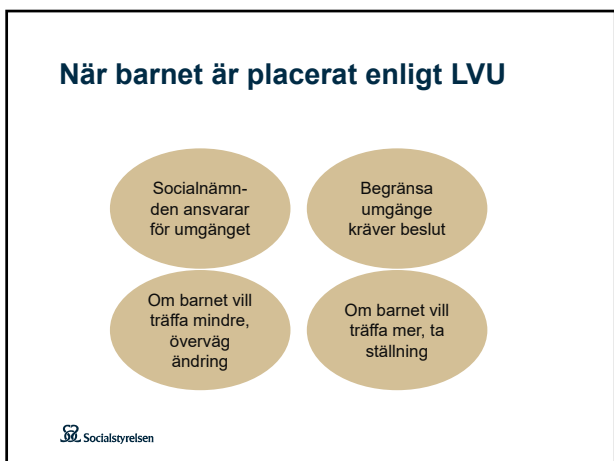 När barnet är placerat enligt LVU
Socialnämn-
den ansvarar
för umgänget
Begränsa
umgänge
kräver beslut
Om barnet vill
träffa mindre,
överväg
ändring
Om barnet vill
träffa mer, ta
ställning
Socialstyrelsen